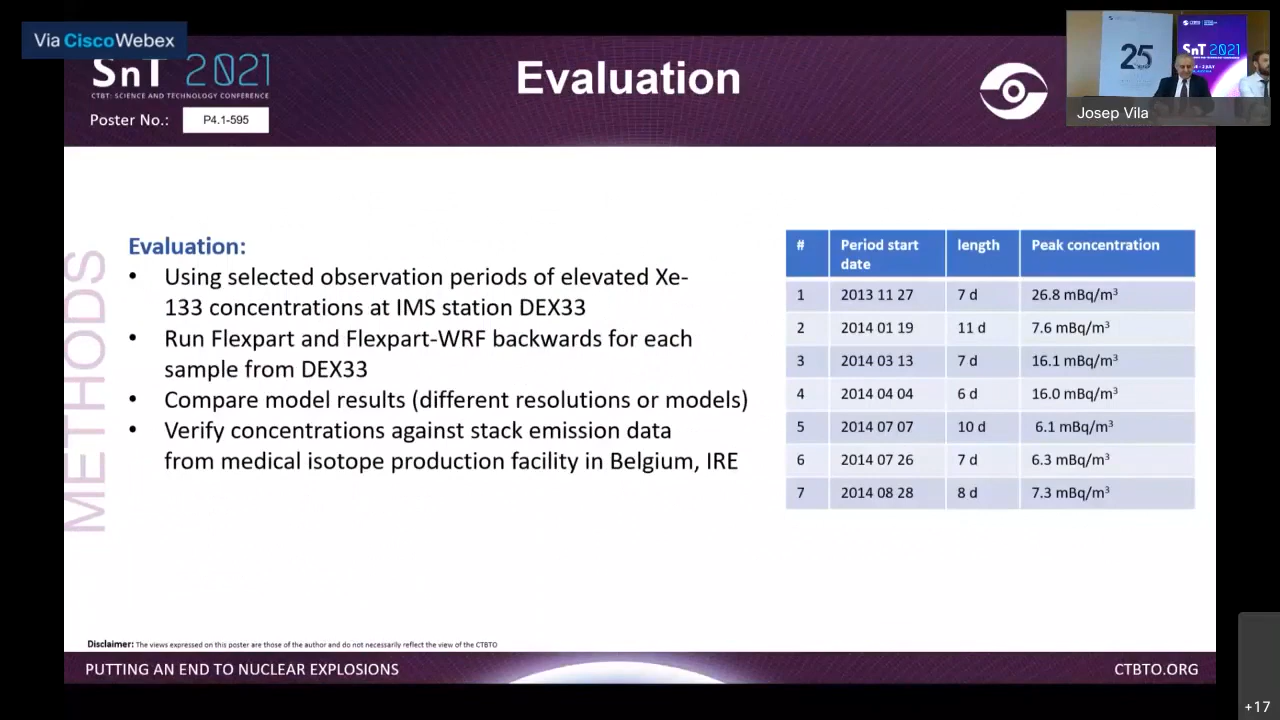 Via CiscoWebex
SnT 2021
CTBT: SCIENCE AND TECHNOLOGY CONFERENCE
Poster No.: P4.1-595
Evaluation
25
SnT 2021
Josep Vila
METHODS
Evaluation:
• Using selected observation periods of elevated Xe-
133 concentrations at IMS station DEX33
• Run Flexpart and Flexpart-WRF backwards for each
sample from DEX33
• Compare model results (different resolutions or models)
• Verify concentrations against stack emission data
from medical isotope production facility in Belgium, IRE
# Period start date length Peak concentration
1 2013 11 27 7 d 26.8 mBq/m³
2 2014 01 19 11 d 7.6 mBq/m³
3 2014 03 13 7 d 16.1 mBq/m³
4 2014 04 04 6 d 16.0 mBq/m³
5 2014 07 07 10 d 6.1 mBq/m³
6 2014 07 26 7 d 6.3 mBq/m³
7 2014 08 28 8 d 7.3 mBq/m³
Disclaimer: The views expressed on this poster are those of the author and do not necessarily reflect the view of the CTBTO
PUTTING AN END TO NUCLEAR EXPLOSIONS
CTBTO.ORG
+17